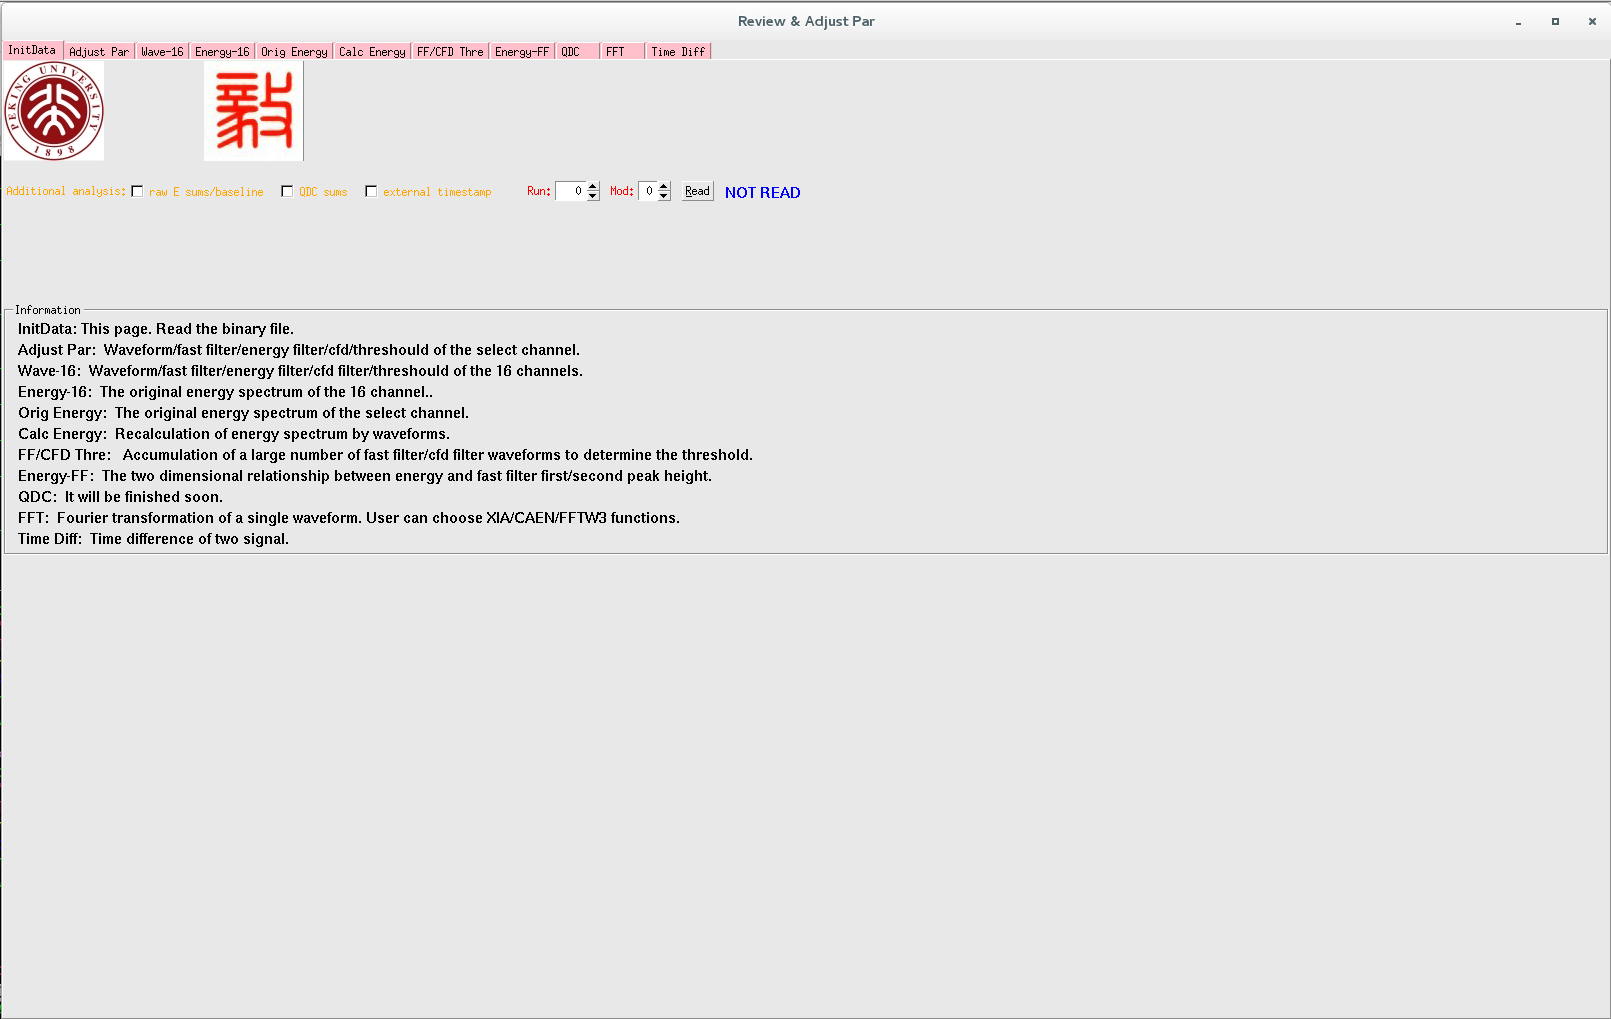 Review & Adjust Par
InitData Adjust Par Wave-16 Energy-16 Orig Energy Calc Energy FF/CFD Thre Energy-FF QDC FFT Time Diff
PEKING UNIVERSITY
1898
毅
Additional analysis: raw E sums/baseline QDC sums external timestamp Run: 0 Mod: 0 Read NOT READ
Information
InitData: This page. Read the binary file.
Adjust Par: Waveform/fast filter/energy filter/cfd/threshould of the select channel.
Wave-16: Waveform/fast filter/energy filter/cfd filter/threshould of the 16 channels.
Energy-16: The original energy spectrum of the 16 channel..
Orig Energy: The original energy spectrum of the select channel.
Calc Energy: Recalculation of energy spectrum by waveforms.
FF/CFD Thre: Accumulation of a large number of fast filter/cfd filter waveforms to determine the threshold.
Energy-FF: The two dimensional relationship between energy and fast filter first/second peak height.
QDC: It will be finished soon.
FFT: Fourier transformation of a single waveform. User can choose XIA/CAEN/FFTW3 functions.
Time Diff: Time difference of two signal.